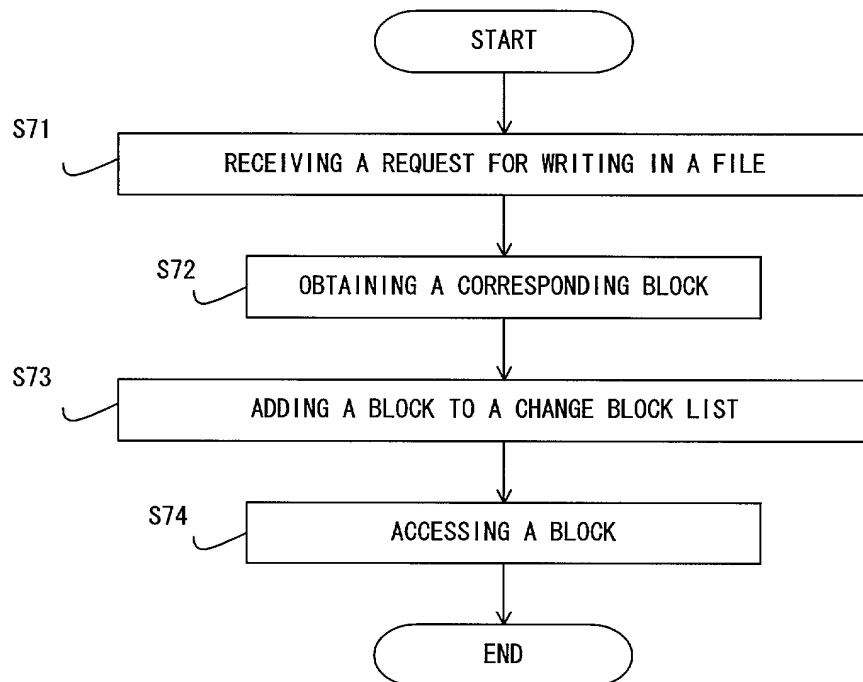 START
S71
RECEIVING A REQUEST FOR WRITING IN A FILE
S72
OBTAINING A CORRESPONDING BLOCK
S73
ADDING A BLOCK TO A CHANGE BLOCK LIST
S74
ACCESSING A BLOCK
END